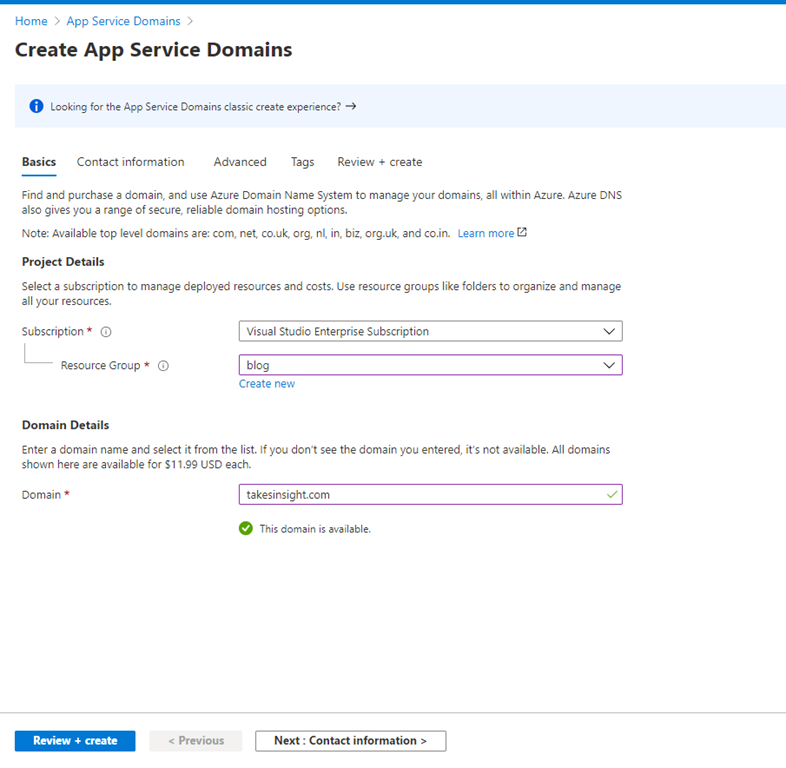 Home > App Service Domains >
Create App Service Domains
Looking for the App Service Domains classic create experience? →
Basics Contact information Advanced Tags Review + create
Find and purchase a domain, and use Azure Domain Name System to manage your domains, all within Azure. Azure DNS
also gives you a range of secure, reliable domain hosting options.
Note: Available top level domains are: com, net, co.uk, org, nl, in, biz, org.uk, and co.in. Learn more
Project Details
Select a subscription to manage deployed resources and costs. Use resource groups like folders to organize and manage
all your resources.
Subscription * Visual Studio Enterprise Subscription
Resource Group * blog
Create new
Domain Details
Enter a domain name and select it from the list. If you don't see the domain you entered, it's not available. All domains
shown here are available for $11.99 USD each.
Domain * takesinsight.com
This domain is available.
Review + create < Previous Next : Contact information >